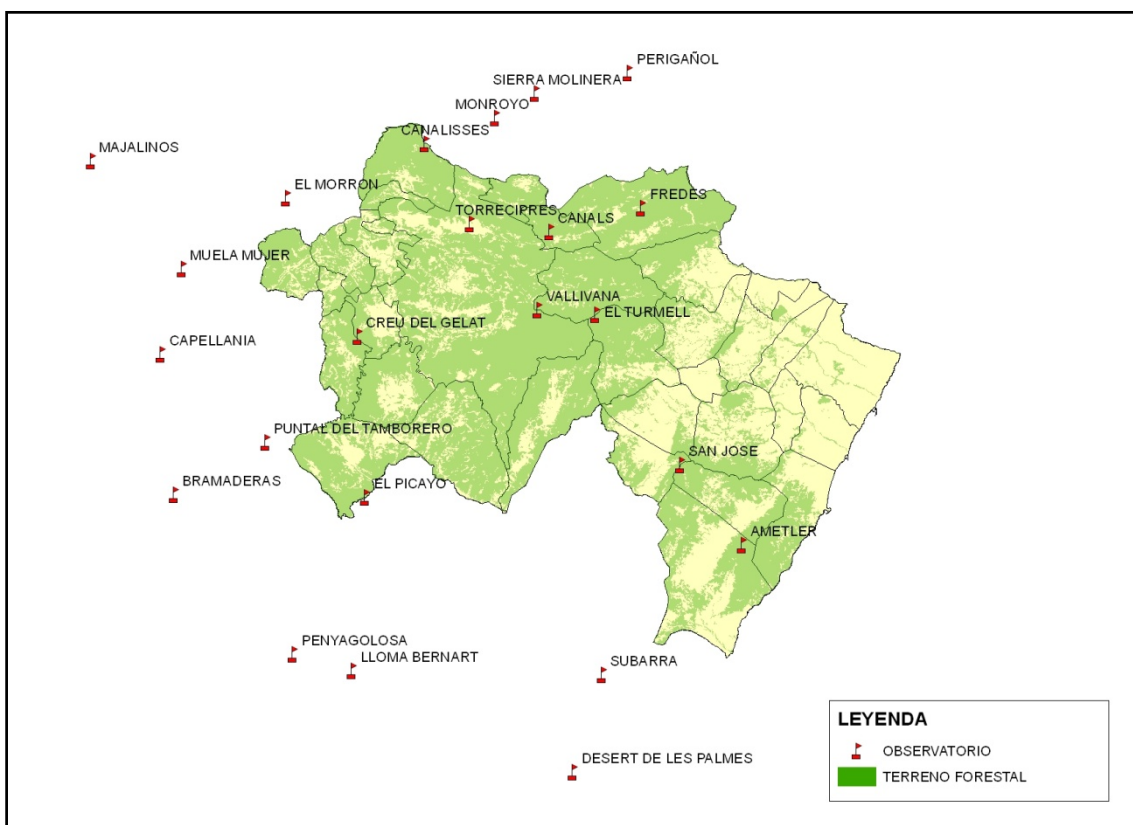 PERIGAÑOL
SIERRA MOLINERA
MONROYO
CANALISSES
MAJALINOS
EL MORRON
FREDES
TORRECIPRES
CANALS
MUELA MUJER
VALLIVANA
EL TURMELL
CREU DEL GELAT
CAPELLANIA
PUNTAL DEL TAMBORERO
SAN JOSE
BRAMADERAS
EL PICAYO
AMETLER
PENYAGOLOSA
LLOMA BERNART
SUBARRA
DESERT DE LES PALMES
LEYENDA
OBSERVATORIO
TERRENO FORESTAL